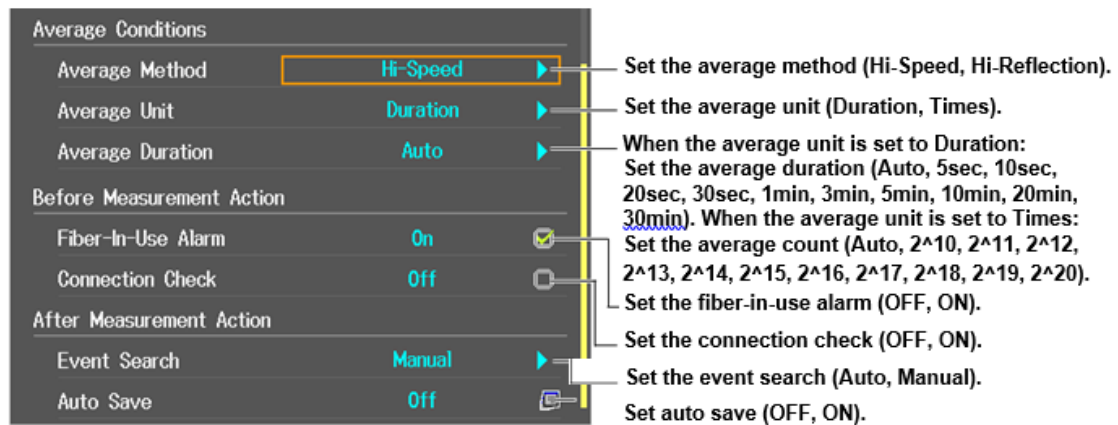 Average Conditions
Average Method Hi-Speed
Set the average method (Hi-Speed, Hi-Reflection).
Average Unit Duration
Set the average unit (Duration, Times).
Average Duration Auto
When the average unit is set to Duration:
Set the average duration (Auto, 5sec, 10sec,
20sec, 30sec, 1min, 3min, 5min, 10min, 20min,
30min). When the average unit is set to Times:
Set the average count (Auto, 2^10, 2^11, 2^12,
2^13, 2^14, 2^15, 2^16, 2^17, 2^18, 2^19, 2^20).
Before Measurement Action
Fiber-In-Use Alarm On
Set the fiber-in-use alarm (OFF, ON).
Connection Check Off
Set the connection check (OFF, ON).
After Measurement Action
Event Search Manual
Set the event search (Auto, Manual).
Auto Save Off
Set auto save (OFF, ON).